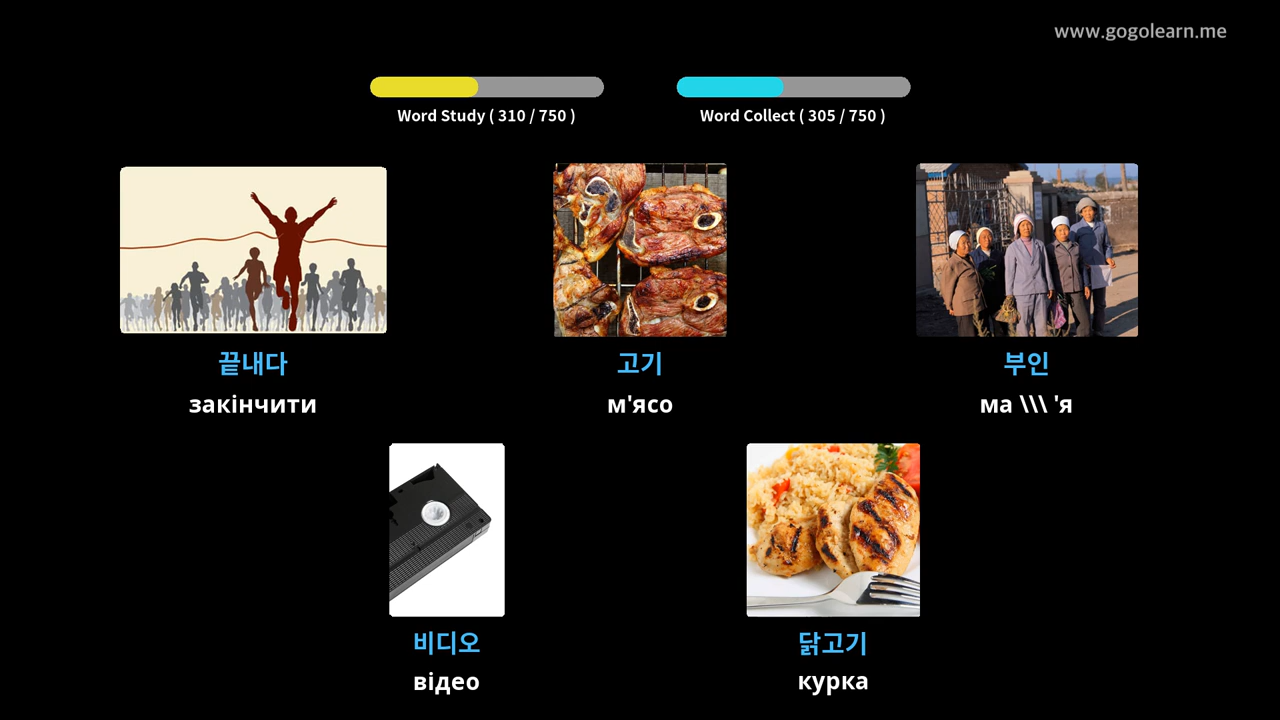 www.gogolearn.me
Word Study ( 310 / 750 )
Word Collect ( 305 / 750 )
끝내다
закінчити
고기
м'ясо
부인
ма \\\ 'я
비디오
відео
닭고기
курка